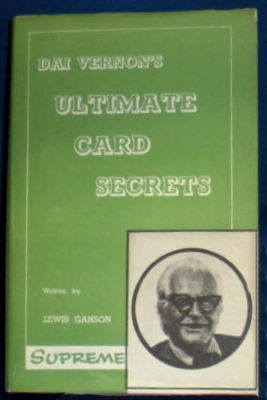 DAI VERNON'S
ULTIMATE
CARD
SECRETS
Written by
LEWIS GANSON
SUPREME